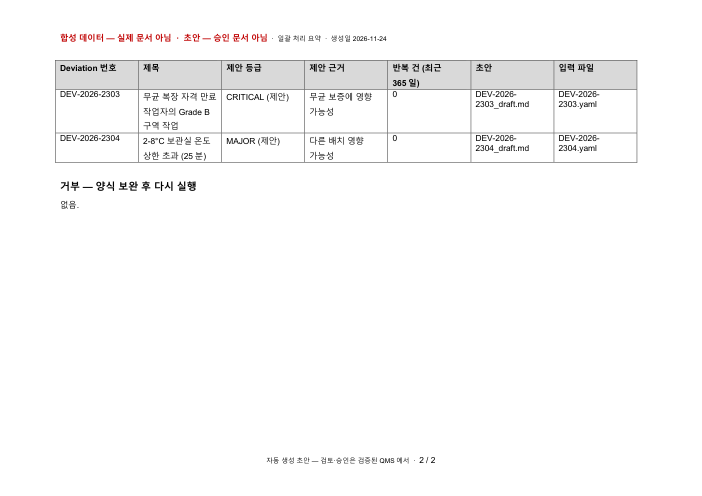 합성 데이터 — 실제 문서 아님 · 초안 — 승인 문서 아님 · 일괄 처리 요약 · 생성일 2026-11-24
Deviation 번호 제목 제안 등급 제안 근거 반복 건 (최근 365 일) 초안 입력 파일
DEV-2026-2303 무균 복장 자격 만료 작업자의 Grade B 구역 작업 CRITICAL (제안) 무균 보증에 영향 가능성 0 DEV-2026-2303_draft.md DEV-2026-2303.yaml
DEV-2026-2304 2-8°C 보관실 온도 상한 초과 (25 분) MAJOR (제안) 다른 배치 영향 가능성 0 DEV-2026-2304_draft.md DEV-2026-2304.yaml
거부 — 양식 보완 후 다시 실행
없음.
자동 생성 초안 — 검토·승인은 검증된 QMS 에서 · 2 / 2